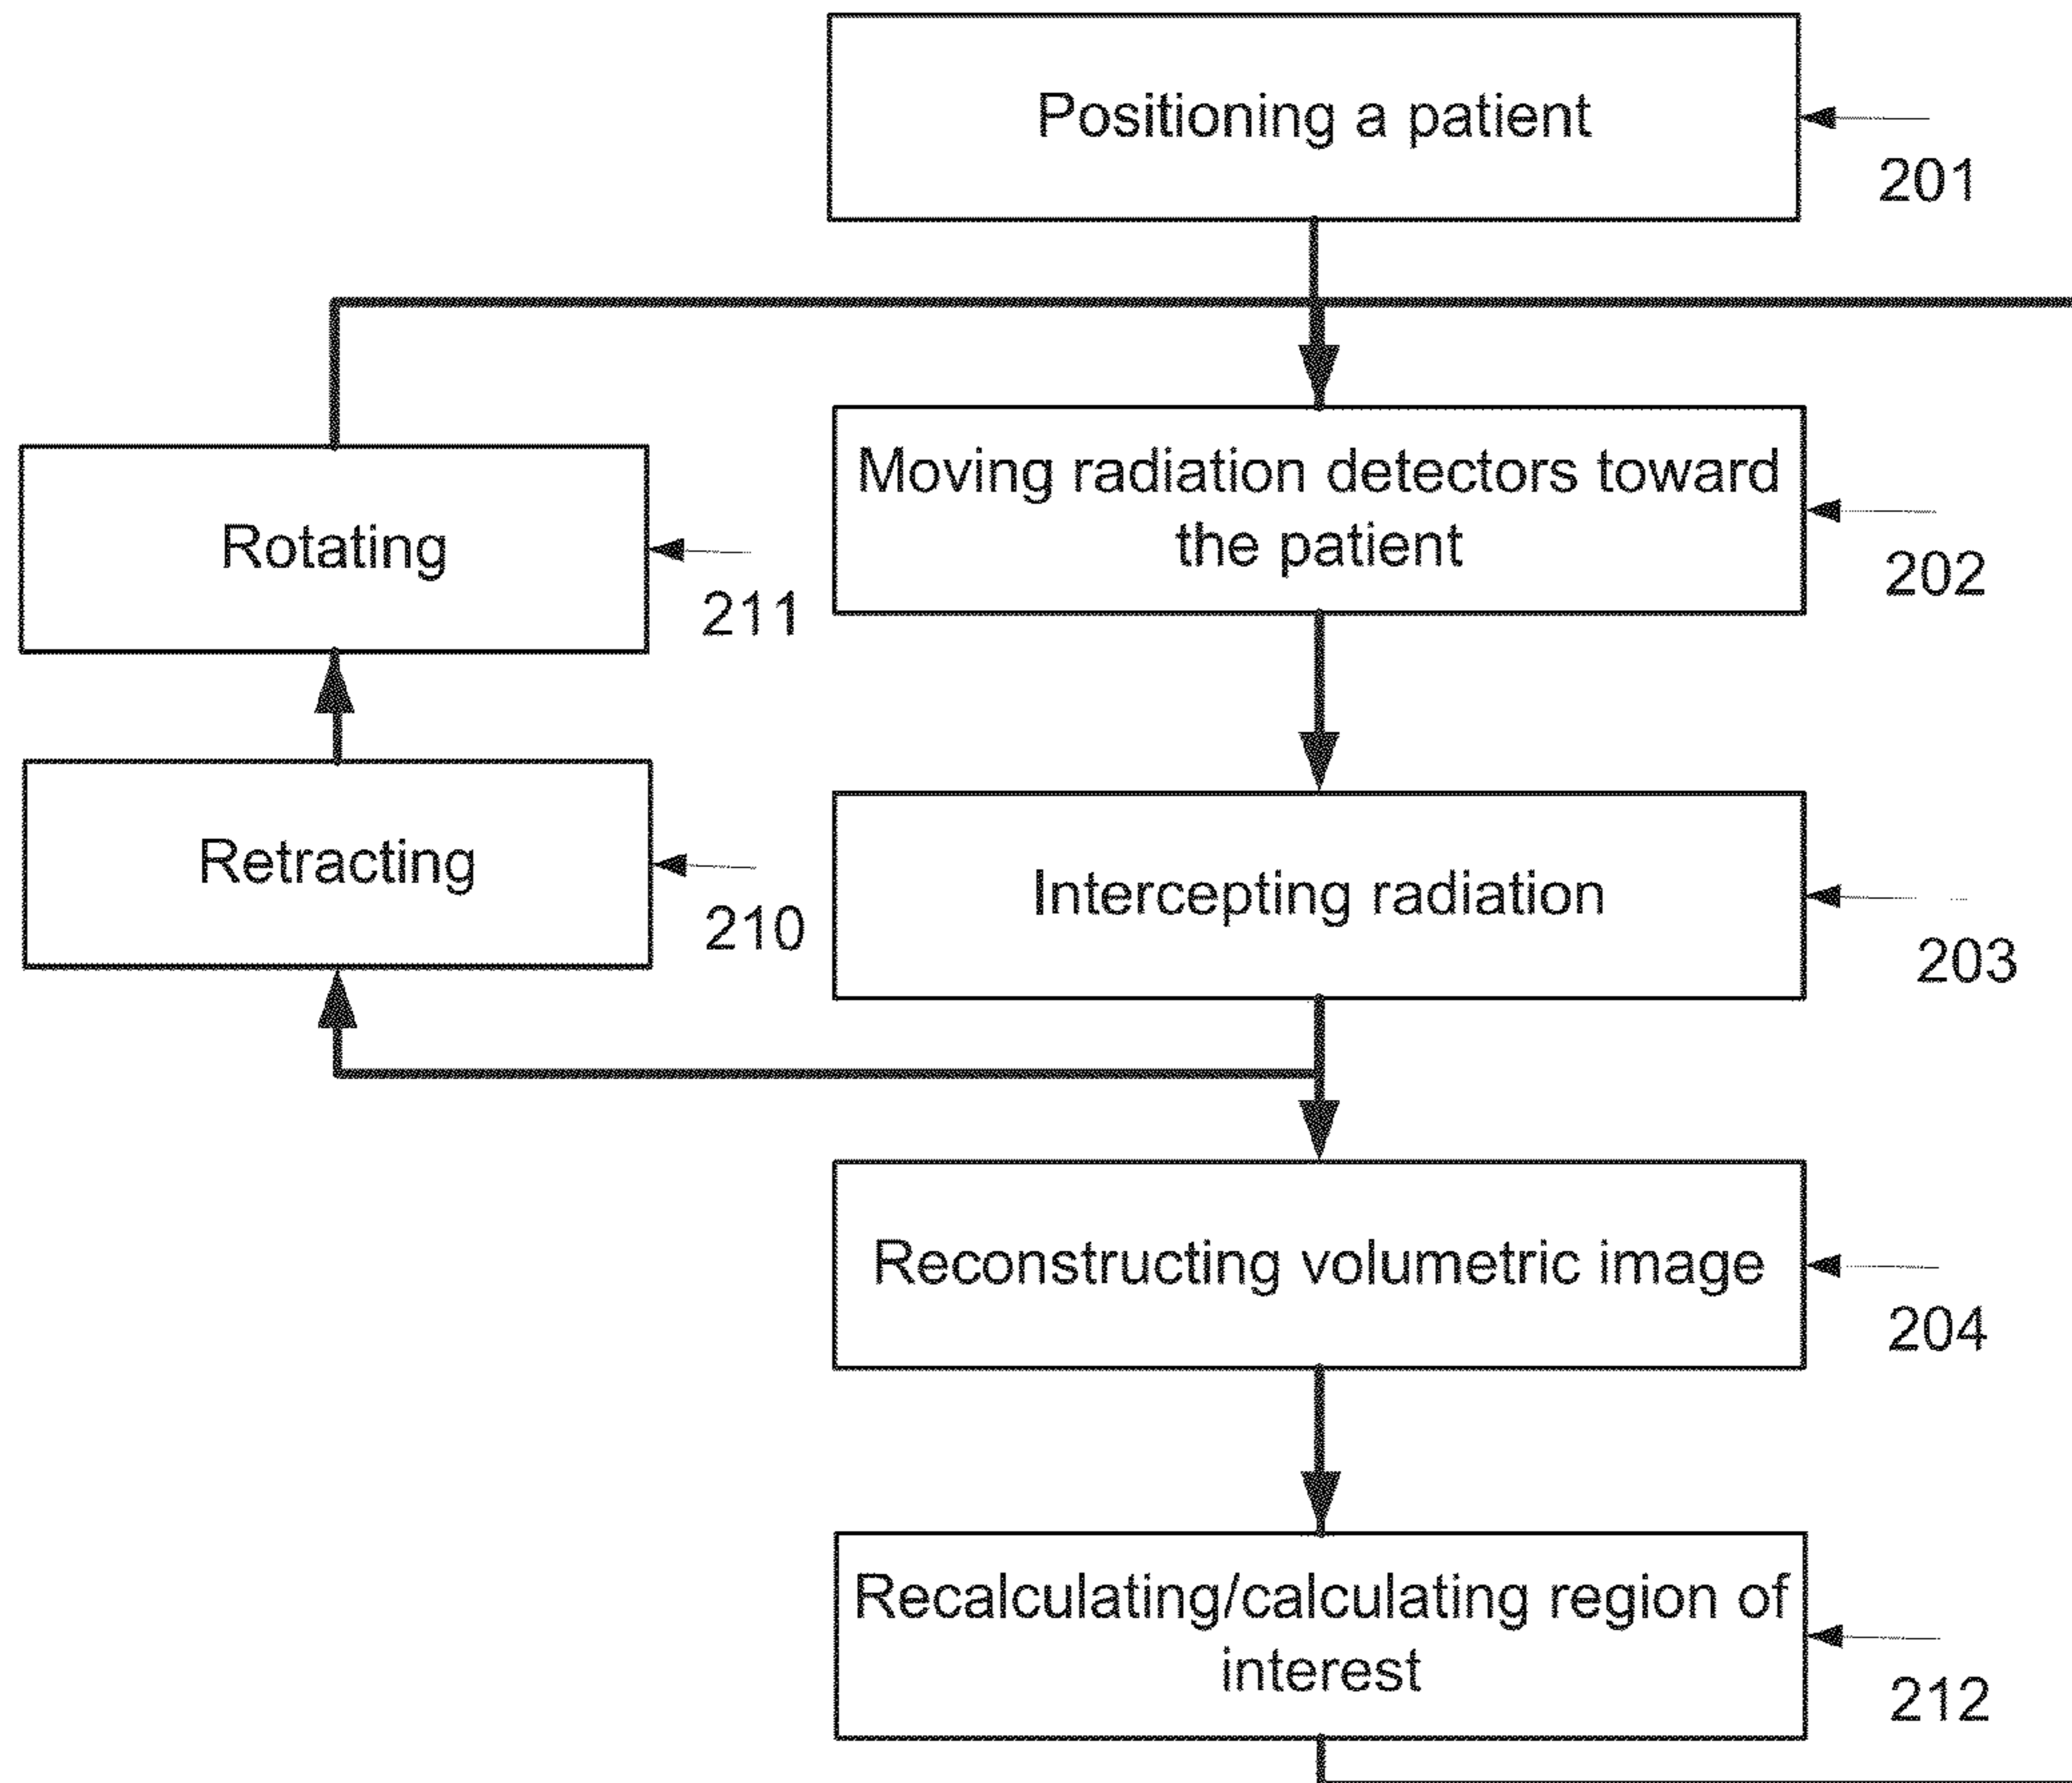 Positioning a patient
201
Moving radiation detectors toward
the patient
202
Rotating
211
Retracting
210
Intercepting radiation
203
Reconstructing volumetric image
204
Recalculating/calculating region of
interest
212